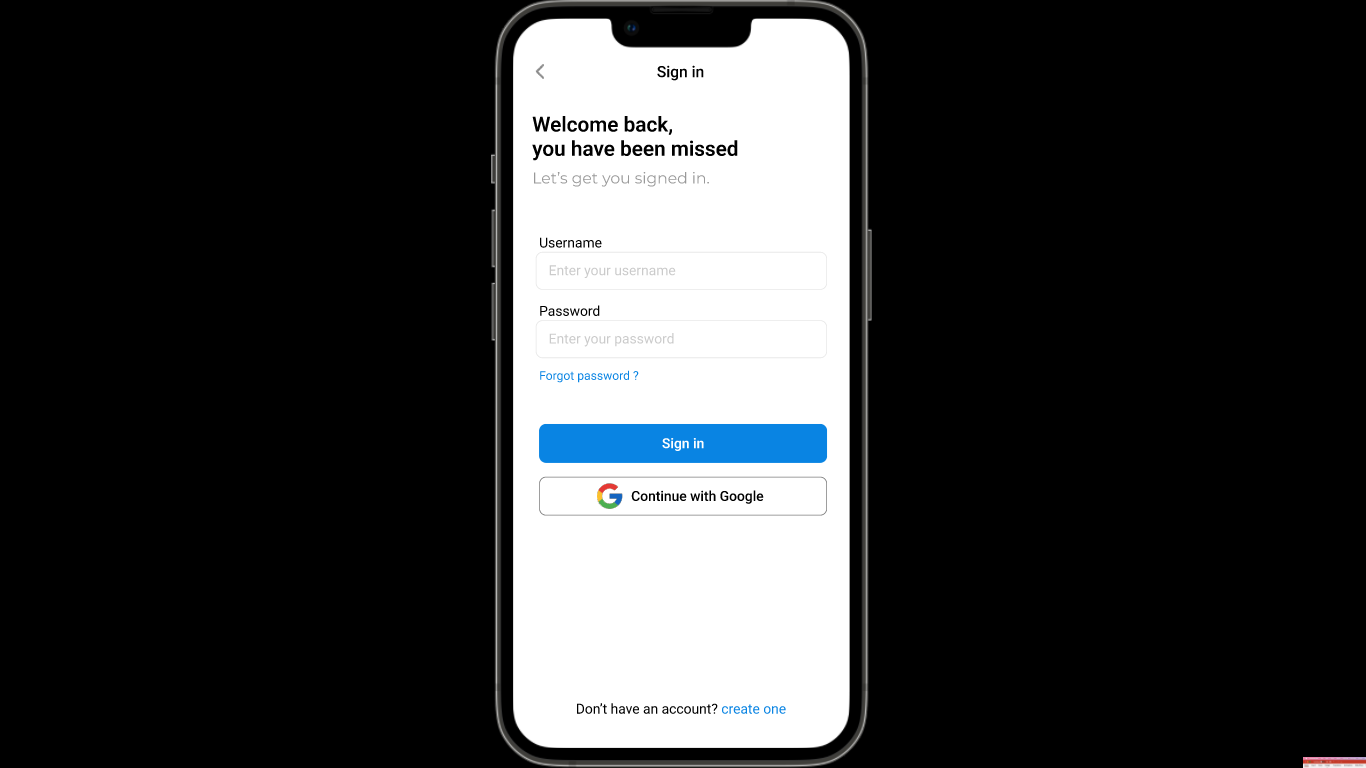 Sign in
Welcome back,
you have been missed
Let's get you signed in.
Username
Enter your username
Password
Enter your password
Forgot password ?
Sign in
Continue with Google
Don't have an account? create one